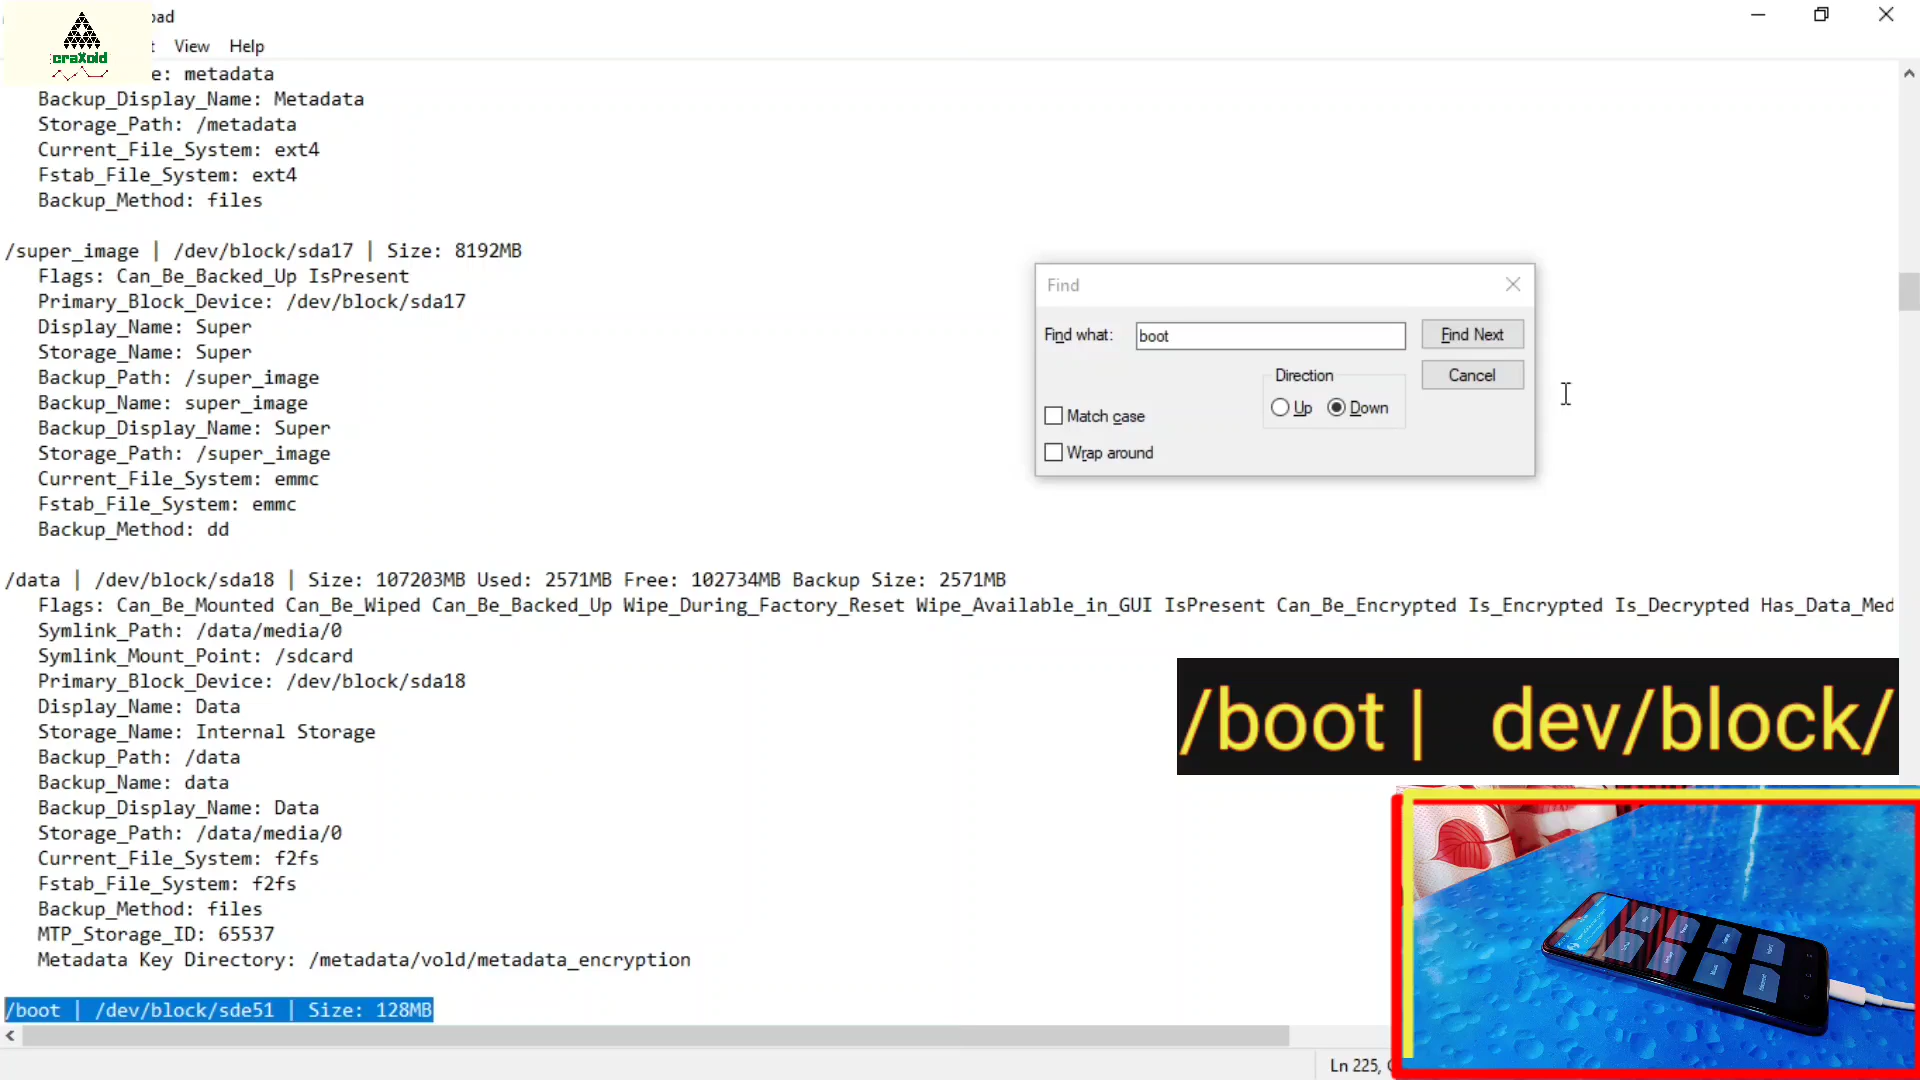 craXoid
oad
t View Help
e: metadata
Backup_Display_Name: Metadata
Storage_Path: /metadata
Current_File_System: ext4
Fstab_File_System: ext4
Backup_Method: files
/super_image | /dev/block/sda17 | Size: 8192MB
Flags: Can_Be_Backed_Up IsPresent
Primary_Block_Device: /dev/block/sda17
Display_Name: Super
Storage_Name: Super
Backup_Path: /super_image
Backup_Name: super_image
Backup_Display_Name: Super
Storage_Path: /super_image
Current_File_System: emmc
Fstab_File_System: emmc
Backup_Method: dd
/data | /dev/block/sda18 | Size: 107203MB Used: 2571MB Free: 102734MB Backup Size: 2571MB
Flags: Can_Be_Mounted Can_Be_Wiped Can_Be_Backed_Up Wipe_During_Factory_Reset Wipe_Available_in_GUI IsPresent Can_Be_Encrypted Is_Encrypted Is_Decrypted Has_Data_Med
Symlink_Path: /data/media/0
Symlink_Mount_Point: /sdcard
Primary_Block_Device: /dev/block/sda18
Display_Name: Data
Storage_Name: Internal Storage
Backup_Path: /data
Backup_Name: data
Backup_Display_Name: Data
Storage_Path: /data/media/0
Current_File_System: f2fs
Fstab_File_System: f2fs
Backup_Method: files
MTP_Storage_ID: 65537
Metadata Key Directory: /metadata/vold/metadata_encryption
/boot | /dev/block/sde51 | Size: 128MB
Find
Find what: boot
Find Next
Cancel
Direction
Up Down
Match case
Wrap around
/boot | dev/block/
Ln 225,